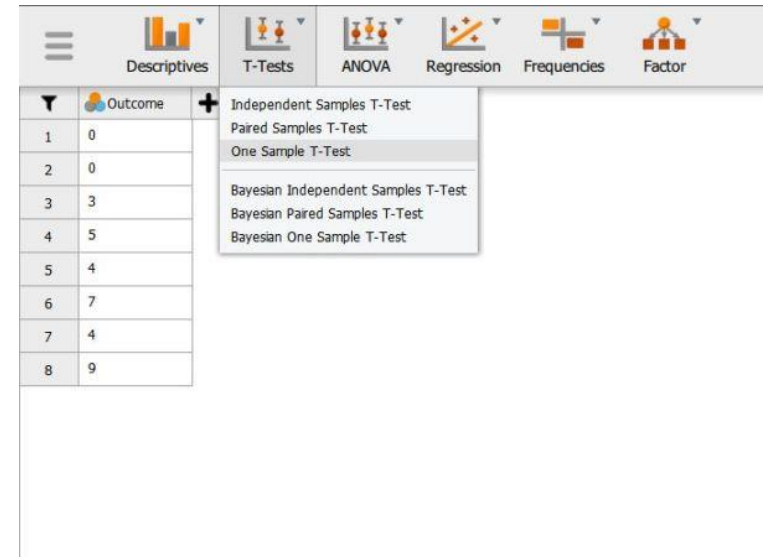 Descriptives T-Tests ANOVA Regression Frequencies Factor
Outcome
Independent Samples T-Test
Paired Samples T-Test
One Sample T-Test
Bayesian Independent Samples T-Test
Bayesian Paired Samples T-Test
Bayesian One Sample T-Test
1 0
2 0
3 3
4 5
5 4
6 7
7 4
8 9